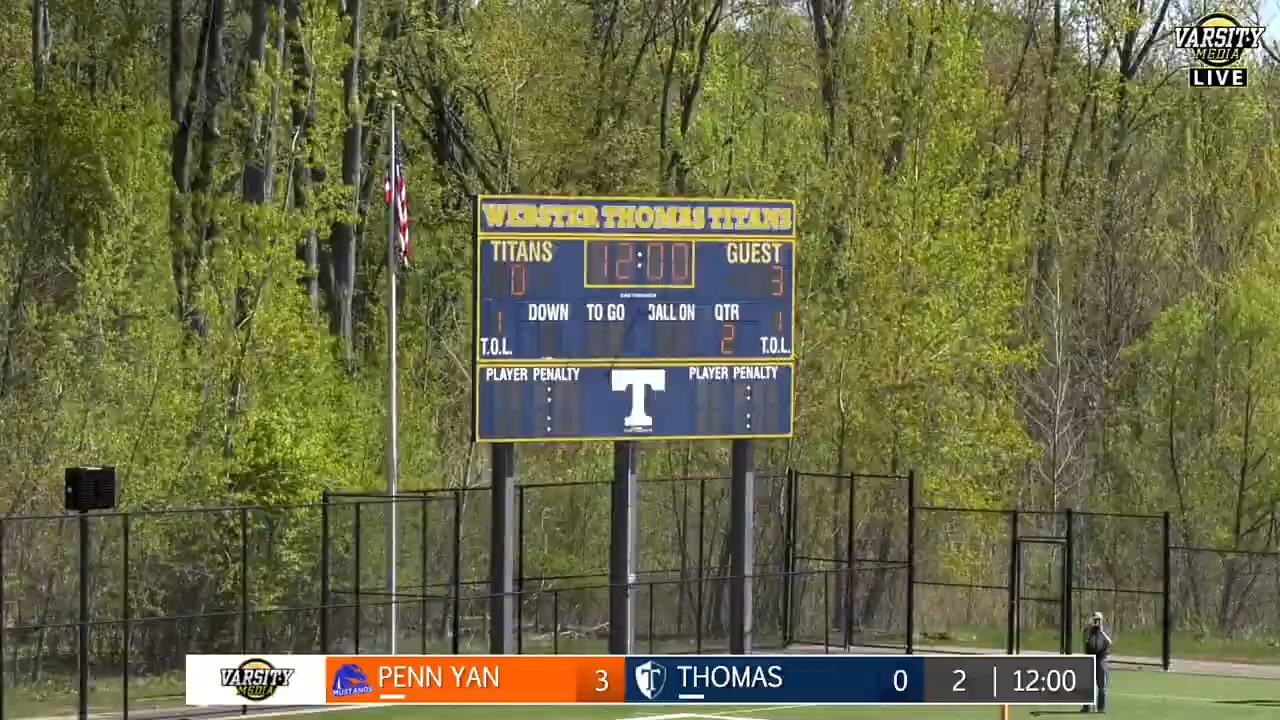 VARSITY
MEDIA
LIVE
WEBSTER THOMAS TITANS
TITANS 12:00 GUEST
0 3
DOWN TO GO BALL ON QTR
1 2 1
T.O.L. T.O.L.
PLAYER PENALTY PLAYER PENALTY
T
VARSITY
MEDIA
MUSTANGS
PENN YAN 3 T THOMAS 0 2 | 12:00